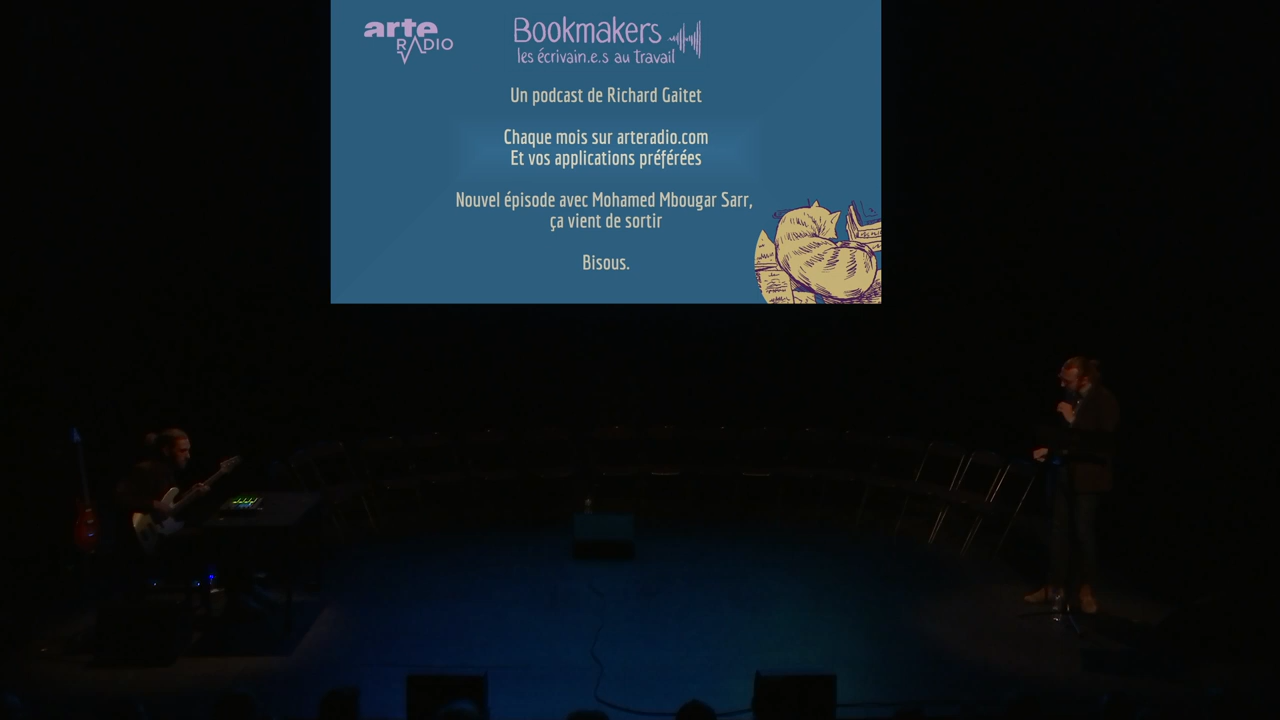 arte
RADIO
Bookmakers
les écrivain.e.s au travail
Un podcast de Richard Gaitet
Chaque mois sur arteradio.com
Et vos applications préférées
Nouvel épisode avec Mohamed Mbougar Sarr,
ça vient de sortir
Bisous.